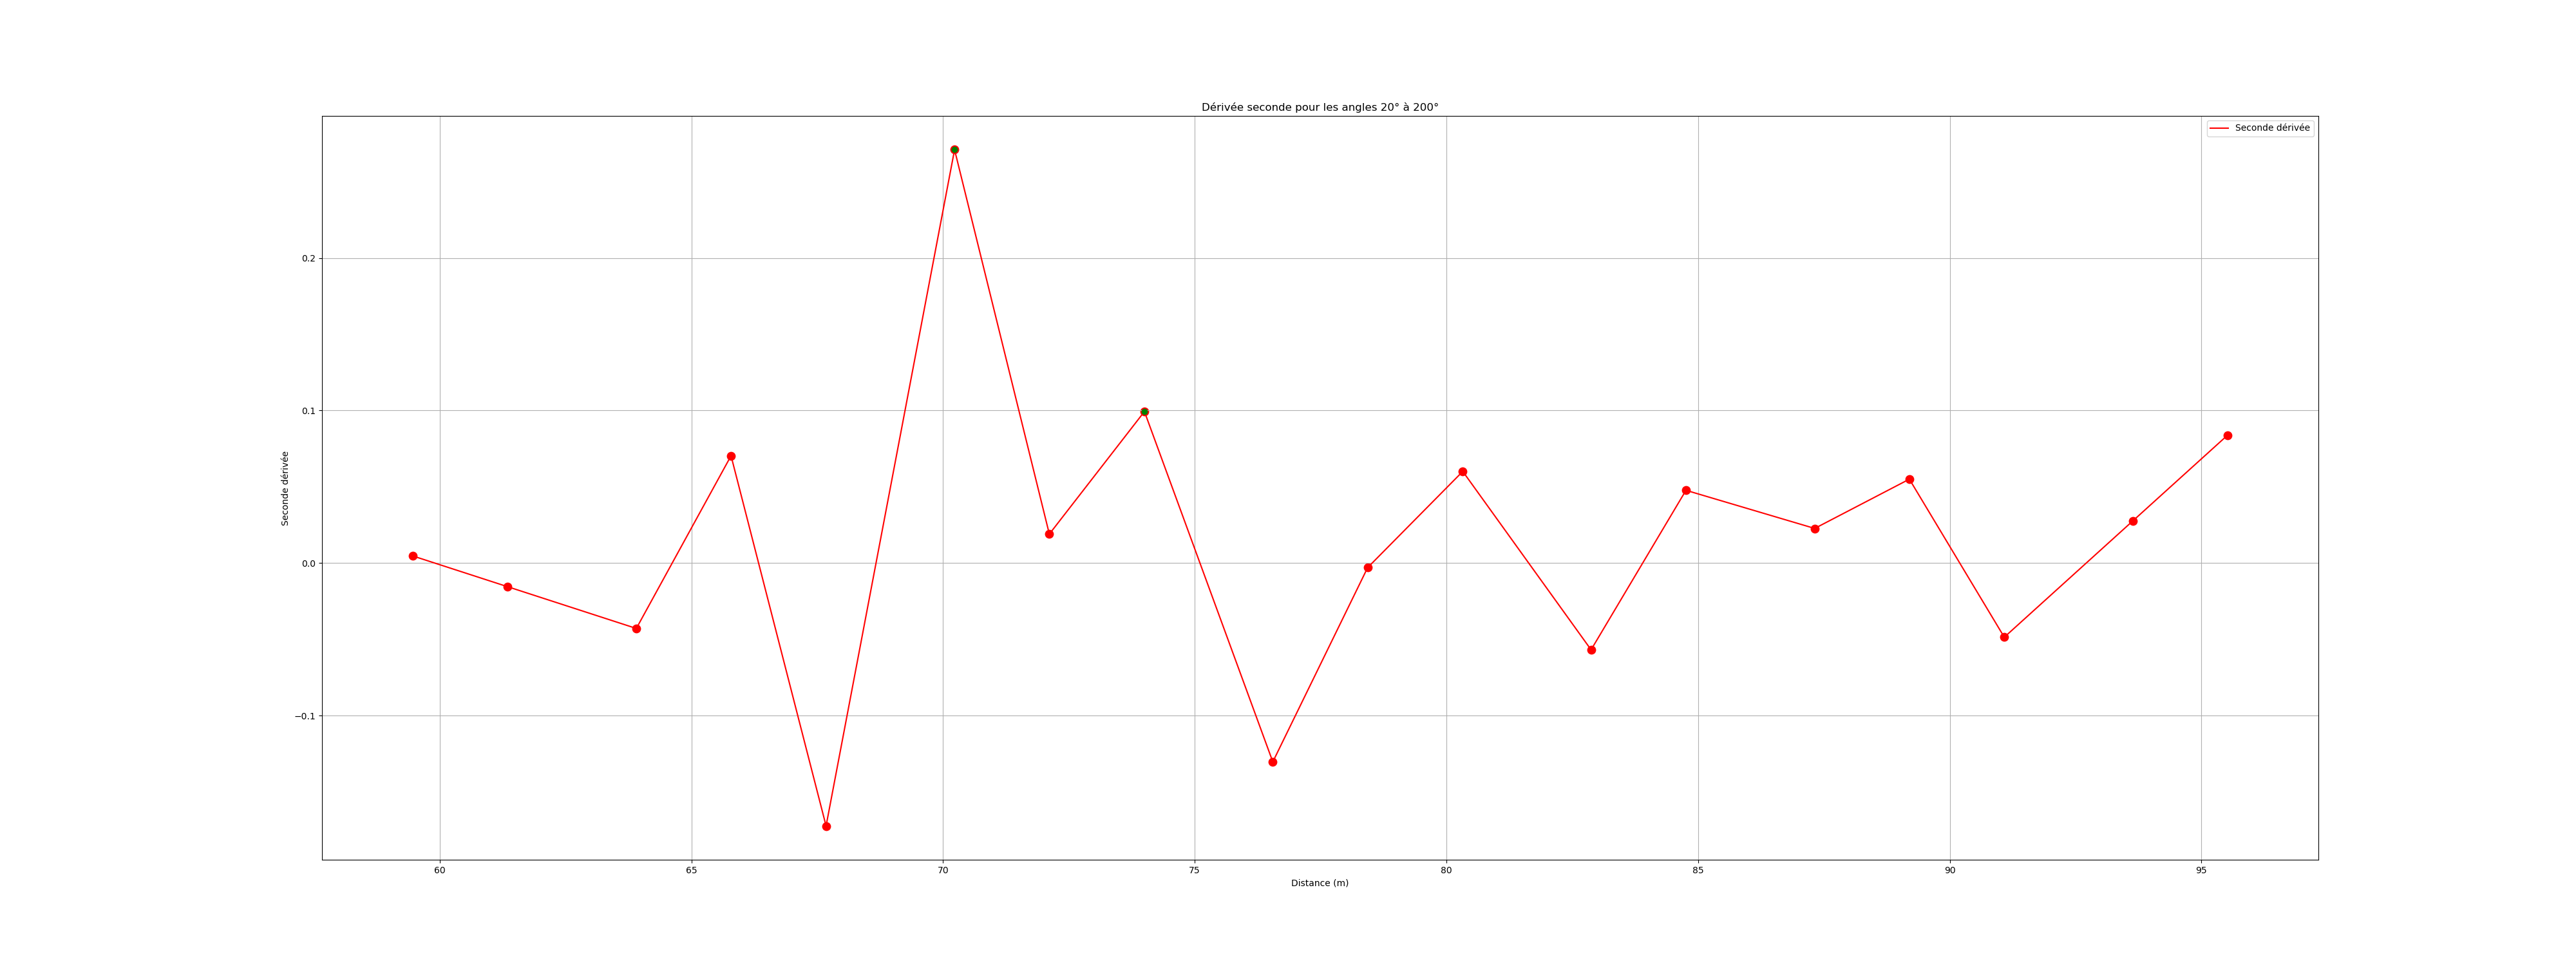 Dérivée seconde pour les angles 20° à 200°
Seconde dérivée
Seconde dérivée
0.2
0.1
0.0
−0.1
60 65 70 75 80 85 90 95
Distance (m)